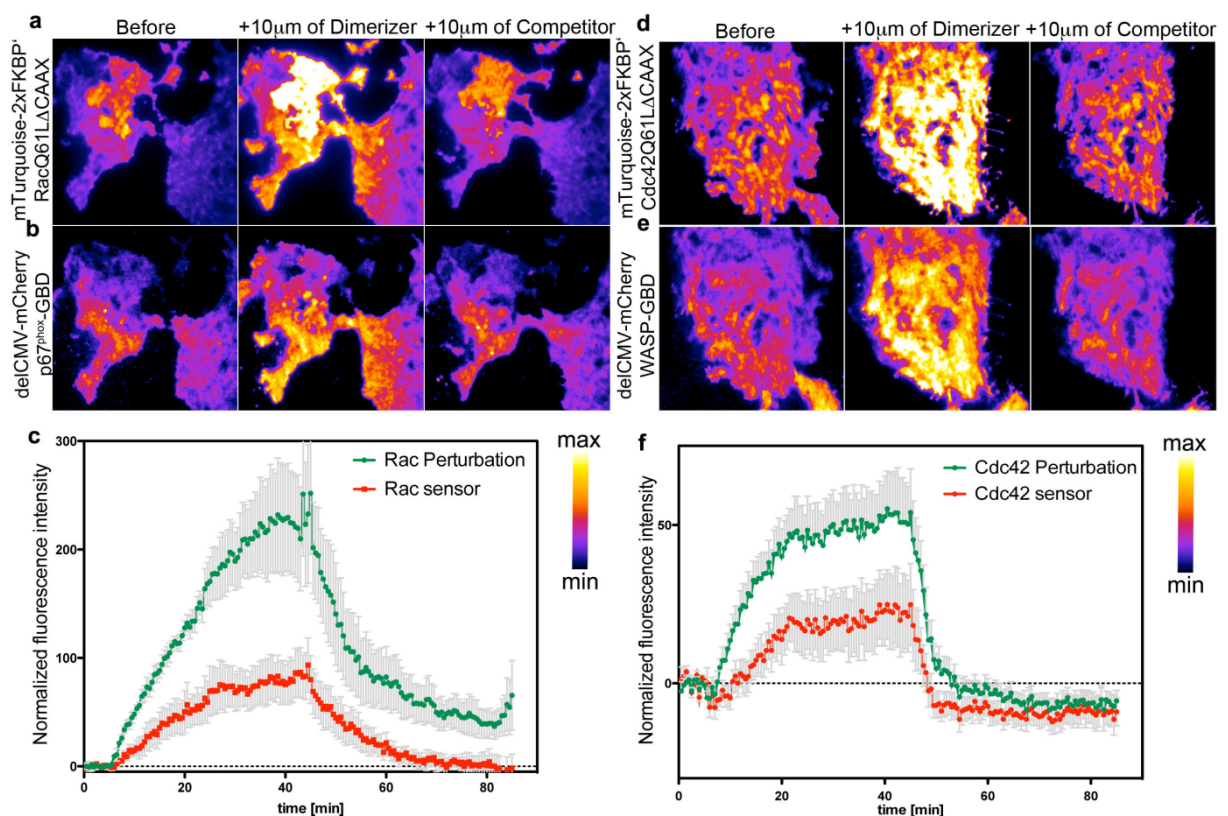 a
Before
+10µm of Dimerizer
+10µm of Competitor
mTurquoise-2xFKBP'
RacQ61LΔCAAX
b
delCMV-mCherry
p67phox-GBD
c
300
200
100
0
Normalized fluorescence intensity
Rac Perturbation
Rac sensor
0
20
40
60
80
time [min]
max
min
d
Before
+10µm of Dimerizer
+10µm of Competitor
mTurquoise-2xFKBP'
Cdc42Q61LΔCAAX
e
delCMV-mCherry
WASP-GBD
f
50
0
Normalized fluorescence intensity
Cdc42 Perturbation
Cdc42 sensor
0
20
40
60
80
time [min]
max
min